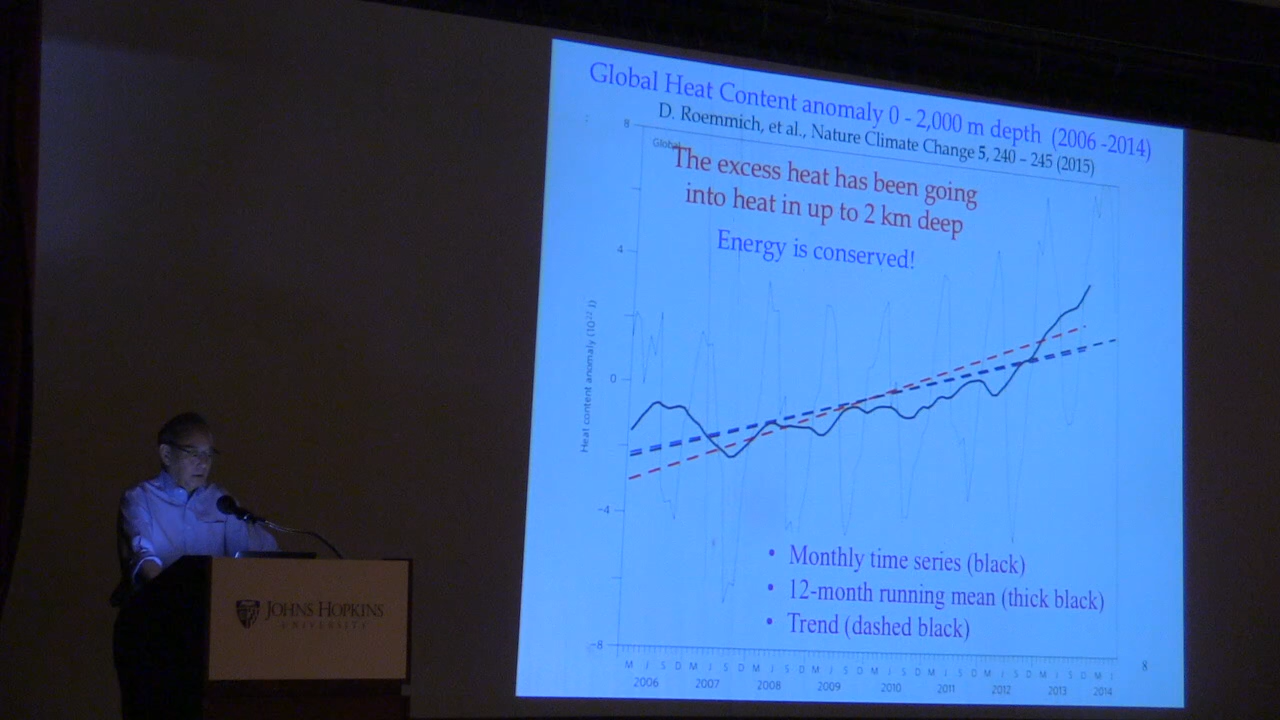 Global Heat Content anomaly 0 - 2,000 m depth (2006 -2014)
D. Roemmich, et al., Nature Climate Change 5, 240 – 245 (2015)
8
Global
The excess heat has been going
into heat in up to 2 km deep
Energy is conserved!
4
Heat content anomaly (10²² J)
0
−4
• Monthly time series (black)
• 12-month running mean (thick black)
• Trend (dashed black)
−8
M J S D M J S D M J S D M J S D M J S D M J S D M J S D M J S D M J
2006 2007 2008 2009 2010 2011 2012 2013 2014
8
JOHNS HOPKINS
UNIVERSITY